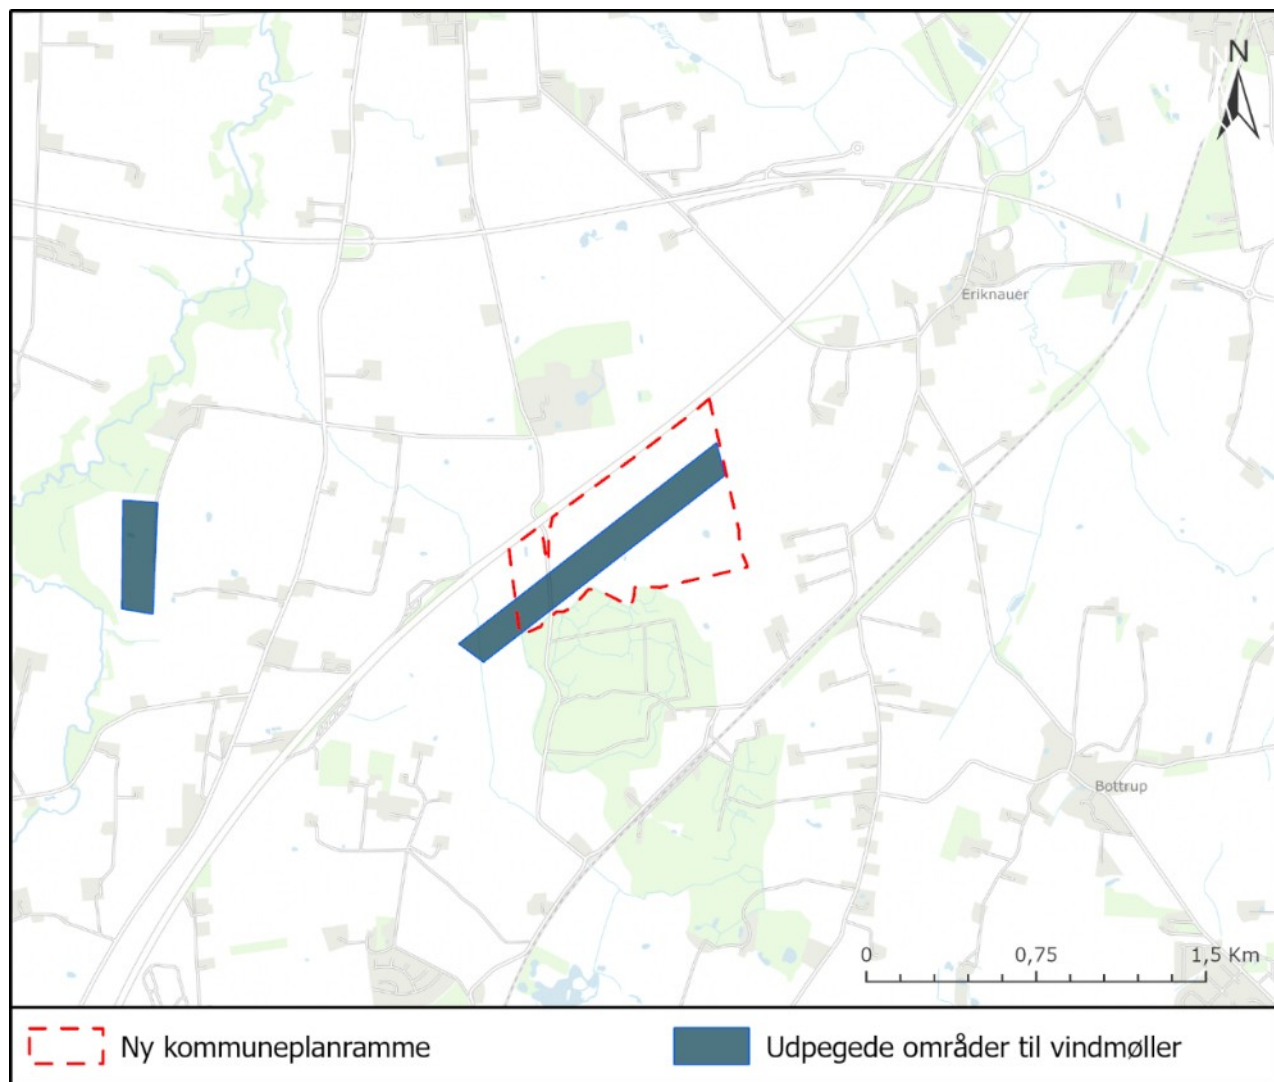 N
Eriknauer
Bottrup
0 0,75 1,5 Km
Ny kommuneplanramme
Udpegede områder til vindmøller